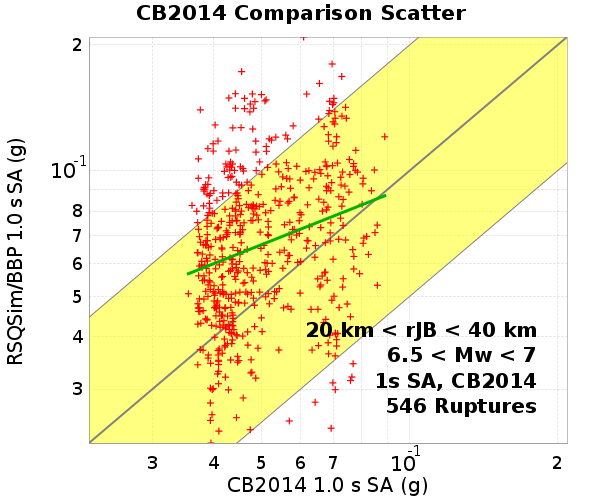 CB2014 Comparison Scatter
RSQSim/BBP 1.0 s SA (g)
2
10-1
8
7
6
5
4
3
20 km < rJB < 40 km
6.5 < Mw < 7
1s SA, CB2014
546 Ruptures
3 4 5 6 7 10-1 2
CB2014 1.0 s SA (g)